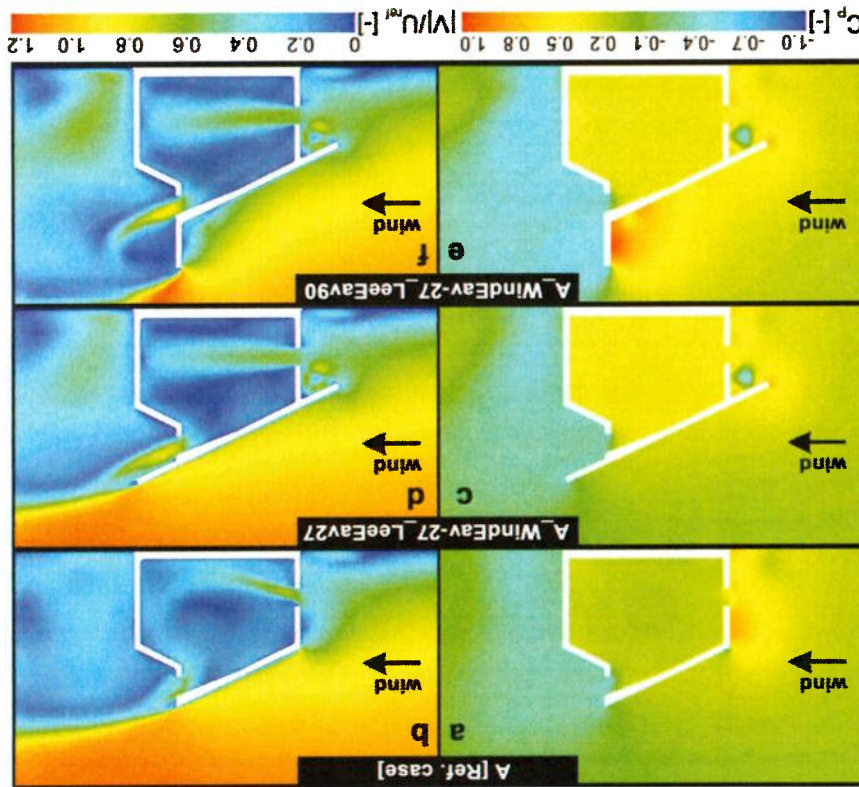 A [Ref. case]
a
b
wind
wind
A_WindEav-27_LeeEav27
c
d
wind
wind
A_WindEav-27_LeeEav90
e
f
wind
wind
-1.0 -0.7 -0.4 -0.1 0.2 0.5 0.8 1.0
0 0.2 0.4 0.6 0.8 1.0 1.2
Cp [-]
|V|/Uref [-]